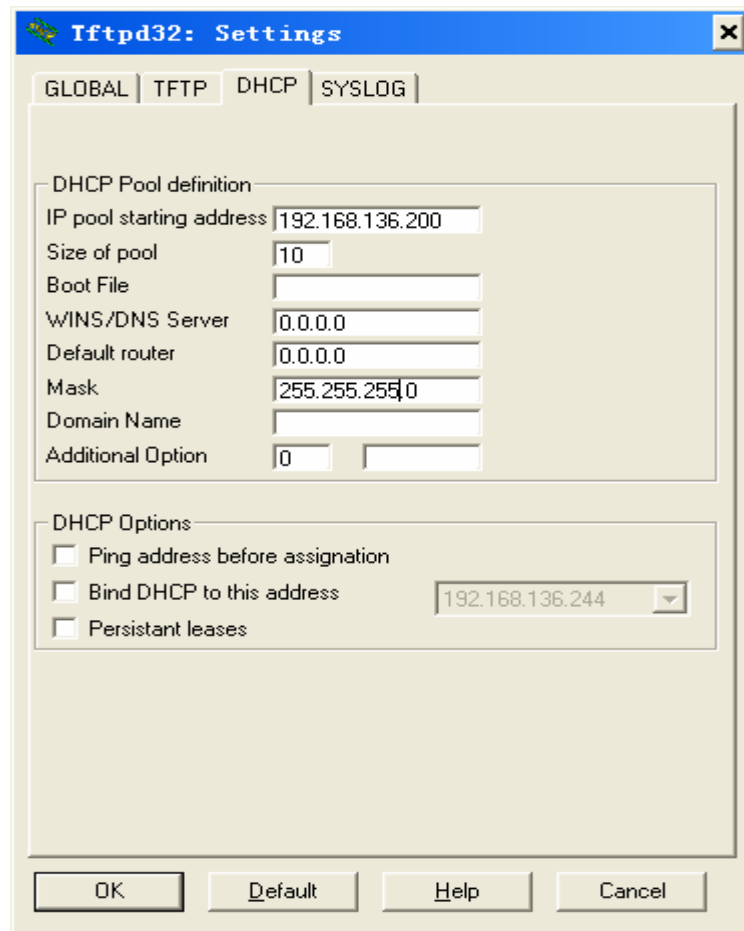 Tftpd32: Settings
GLOBAL TFTP DHCP SYSLOG
DHCP Pool definition
IP pool starting address 192.168.136.200
Size of pool 10
Boot File
WINS/DNS Server 0.0.0.0
Default router 0.0.0.0
Mask 255.255.255.0
Domain Name
Additional Option 0
DHCP Options
Ping address before assignation
Bind DHCP to this address 192.168.136.244
Persistant leases
OK Default Help Cancel